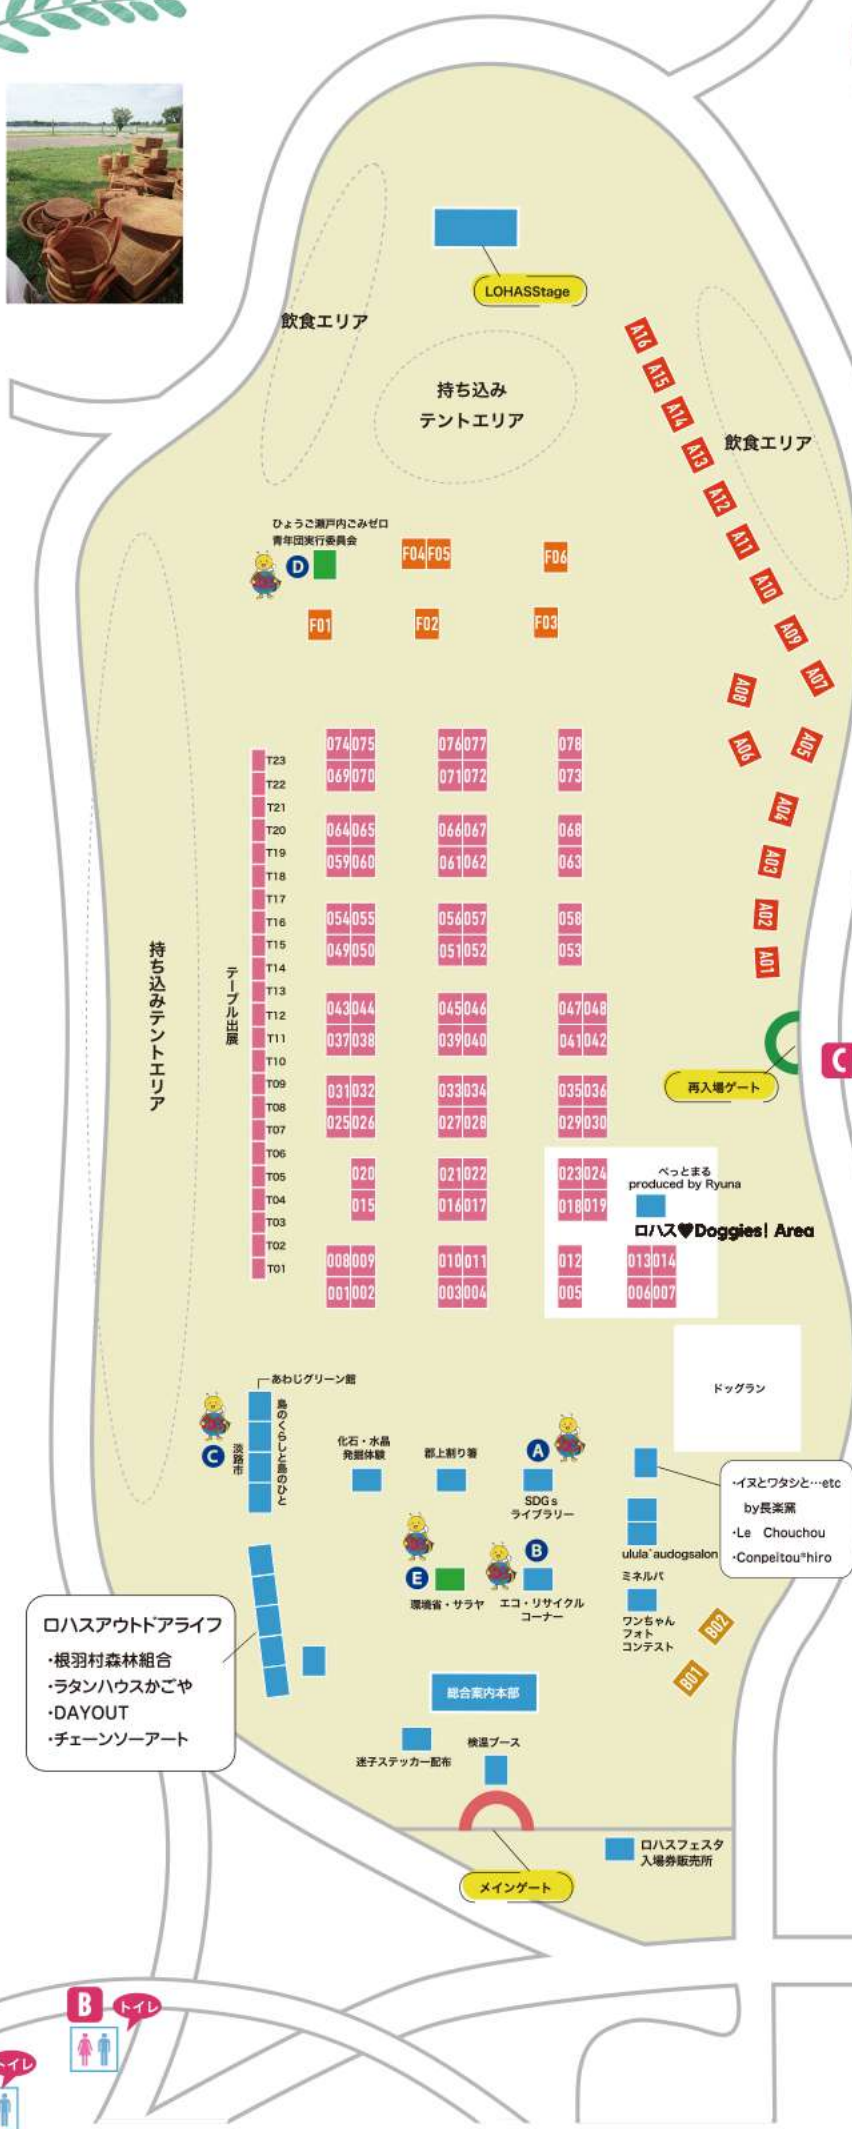 LOHASStage
飲食エリア
持ち込み
テントエリア
飲食エリア
A16
A15
A14
A13
A12
A11
A10
A09
A07
A08
A06
A05
A04
A03
A02
A01
ひょうご瀬戸内ごみゼロ
青年団実行委員会
D
F04 F05
F06
F01
F02
F03
074 075
076 077
078
069 070
071 072
073
064 065
066 067
068
059 060
061 062
063
054 055
056 057
058
049 050
051 052
053
043 044
045 046
047 048
037 038
039 040
041 042
031 032
033 034
035 036
025 026
027 028
029 030
020
021 022
023 024
015
016 017
018 019
008 009
010 011
012
013 014
001 002
003 004
005
006 007
T23
T22
T21
T20
T19
T18
T17
T16
T15
T14
T13
T12
T11
T10
T09
T08
T07
T06
T05
T04
T03
T02
T01
テーブル出展
持ち込みテントエリア
再入場ゲート
C
ぺっとまる
produced by Ryuna
ロハス♥Doggies! Area
ドッグラン
あわじグリーン館
島のくらしと島のひと
淡路市
C
化石・水晶
発掘体験
郡上割り箸
A
SDGs
ライブラリー
・イヌとワタシと…etc
by長楽窯
・Le Chouchou
・Conpeitou*hiro
ulula*audogsalon
ミネルバ
E
環境省・サラヤ
B
エコ・リサイクル
コーナー
ワンちゃん
フォト
コンテスト
B02
B01
ロハスアウトドアライフ
・根羽村森林組合
・ラタンハウスかごや
・DAYOUT
・チェーンソーアート
総合案内本部
迷子ステッカー配布
検温ブース
ロハスフェスタ
入場券販売所
メインゲート
B
トイレ
トイレ